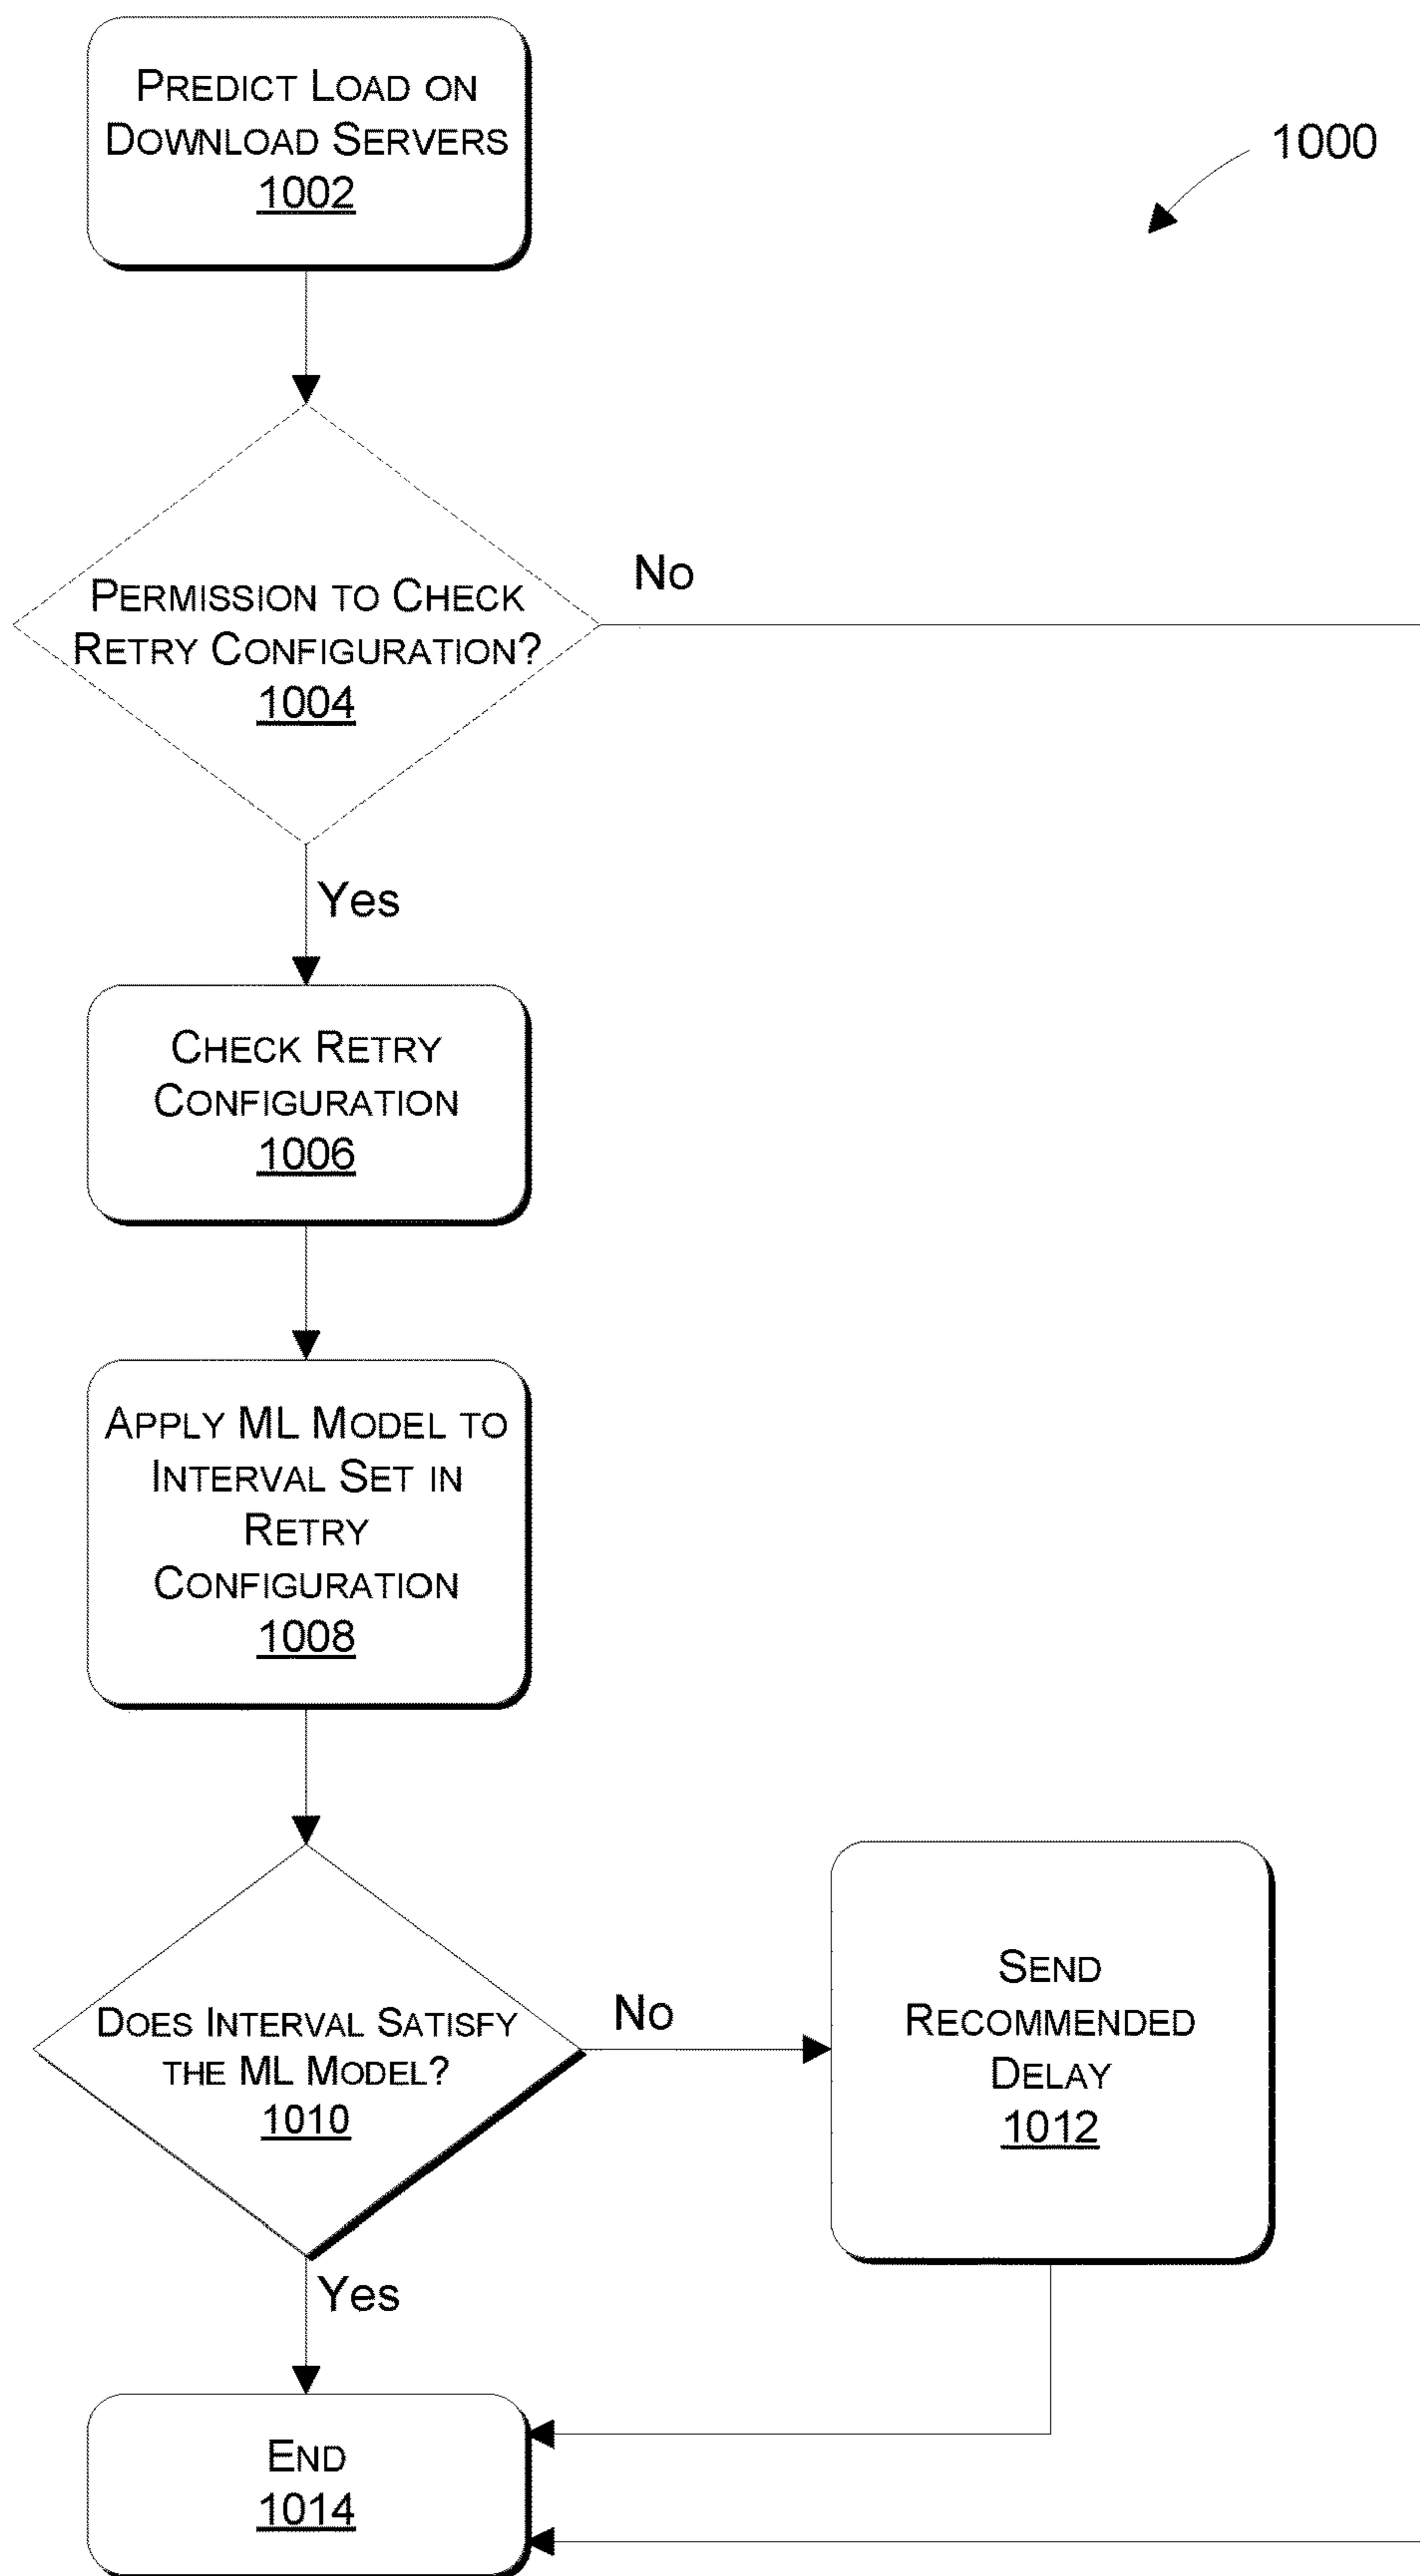 PREDICT LOAD ON
DOWNLOAD SERVERS
1002
1000
PERMISSION TO CHECK
RETRY CONFIGURATION?
1004
No
Yes
CHECK RETRY
CONFIGURATION
1006
APPLY ML MODEL TO
INTERVAL SET IN
RETRY
CONFIGURATION
1008
DOES INTERVAL SATISFY
THE ML MODEL?
1010
No
SEND
RECOMMENDED
DELAY
1012
Yes
END
1014